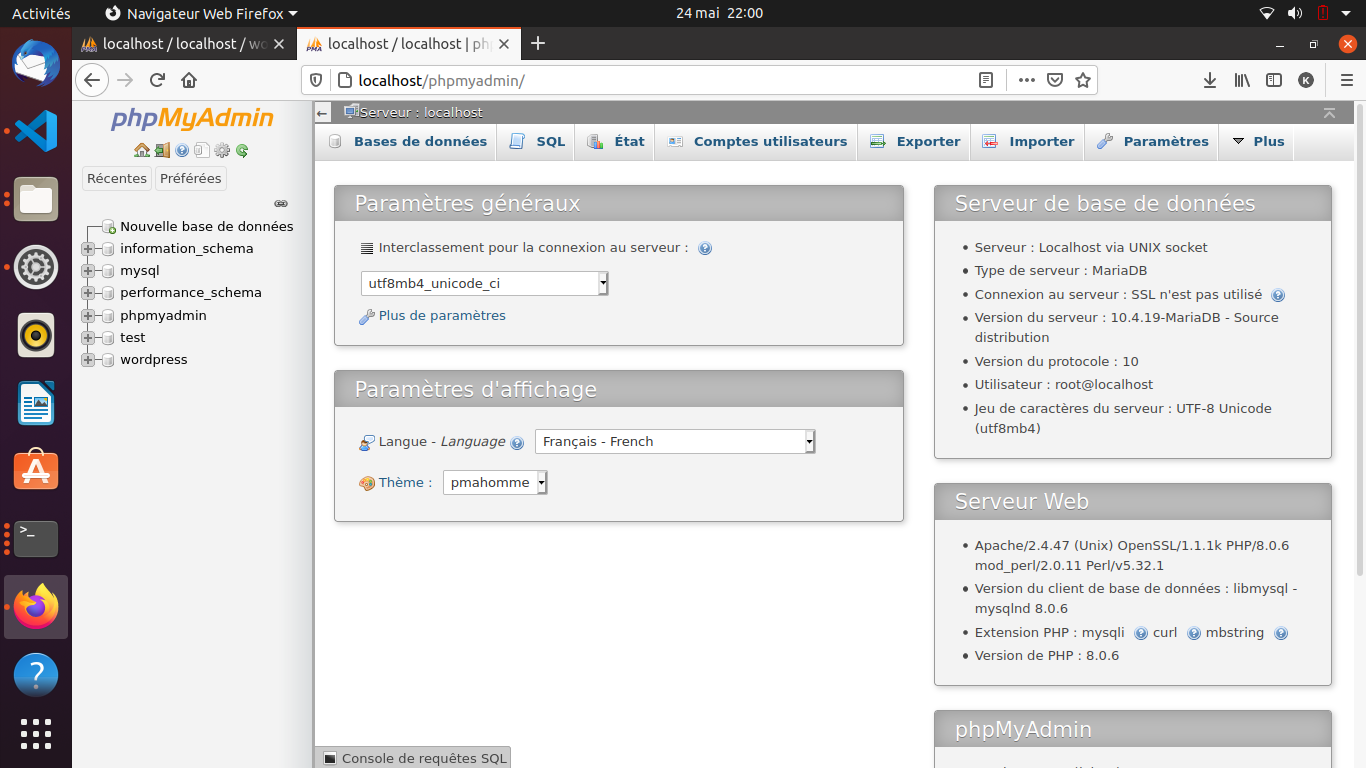 Activités
Navigateur Web Firefox
24 mai 22:00
localhost / localhost / wo
localhost / localhost | ph
localhost/phpmyadmin/
phpMyAdmin
Récentes
Préférées
Nouvelle base de données
information_schema
mysql
performance_schema
phpmyadmin
test
wordpress
Serveur : localhost
Bases de données
SQL
État
Comptes utilisateurs
Exporter
Importer
Paramètres
Plus
Paramètres généraux
Interclassement pour la connexion au serveur :
utf8mb4_unicode_ci
Plus de paramètres
Paramètres d'affichage
Langue - Language
Français - French
Thème :
pmahomme
Serveur de base de données
Serveur : Localhost via UNIX socket
Type de serveur : MariaDB
Connexion au serveur : SSL n'est pas utilisé
Version du serveur : 10.4.19-MariaDB - Source
distribution
Version du protocole : 10
Utilisateur : root@localhost
Jeu de caractères du serveur : UTF-8 Unicode
(utf8mb4)
Serveur Web
Apache/2.4.47 (Unix) OpenSSL/1.1.1k PHP/8.0.6
mod_perl/2.0.11 Perl/v5.32.1
Version du client de base de données : libmysql -
mysqlnd 8.0.6
Extension PHP : mysqli curl mbstring
Version de PHP : 8.0.6
phpMyAdmin
Console de requêtes SQL